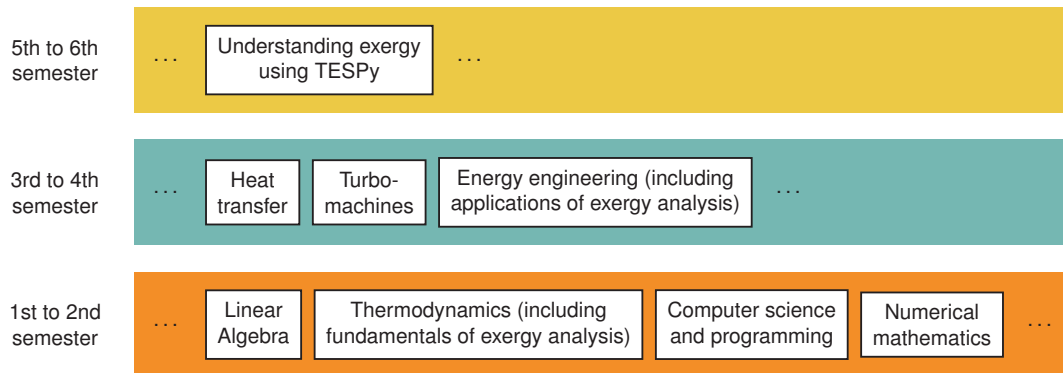 5th to 6th
semester
...
Understanding exergy
using TESPy
...
3rd to 4th
semester
...
Heat
transfer
Turbo-
machines
Energy engineering (including
applications of exergy analysis)
...
1st to 2nd
semester
...
Linear
Algebra
Thermodynamics (including
fundamentals of exergy analysis)
Computer science
and programming
Numerical
mathematics
...